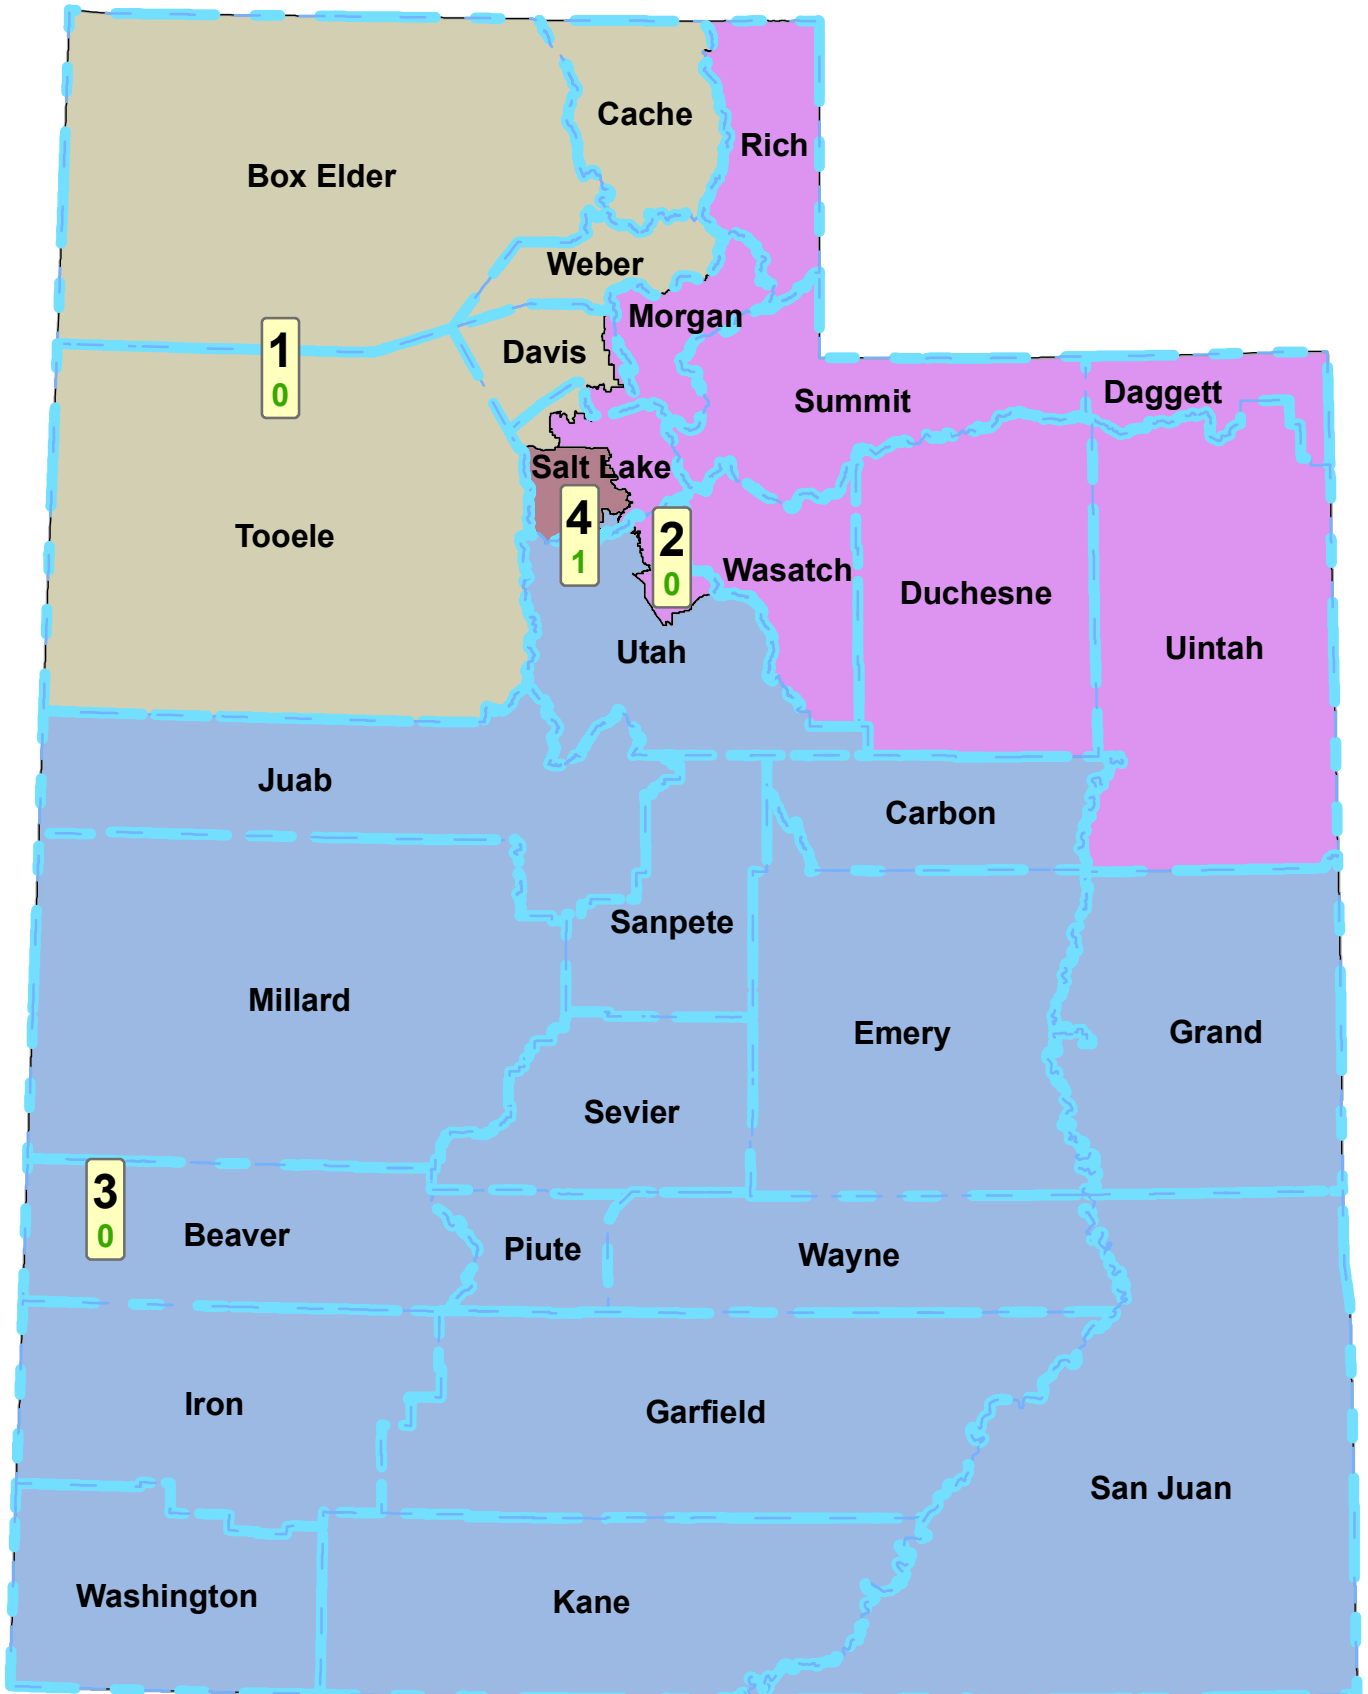 Cache
Rich
Box Elder
Weber
Morgan
1
0
Davis
Summit
Daggett
Salt Lake
4
1
2
0
Tooele
Wasatch
Duchesne
Utah
Uintah
Juab
Carbon
Sanpete
Millard
Emery
Grand
Sevier
3
0
Beaver
Piute
Wayne
Iron
Garfield
San Juan
Washington
Kane